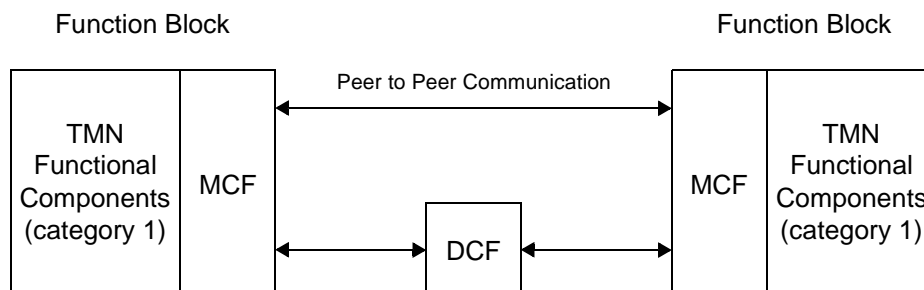 Function Block
Function Block
Peer to Peer Communication
TMN
Functional
Components
(category 1)
MCF
DCF
MCF
TMN
Functional
Components
(category 1)